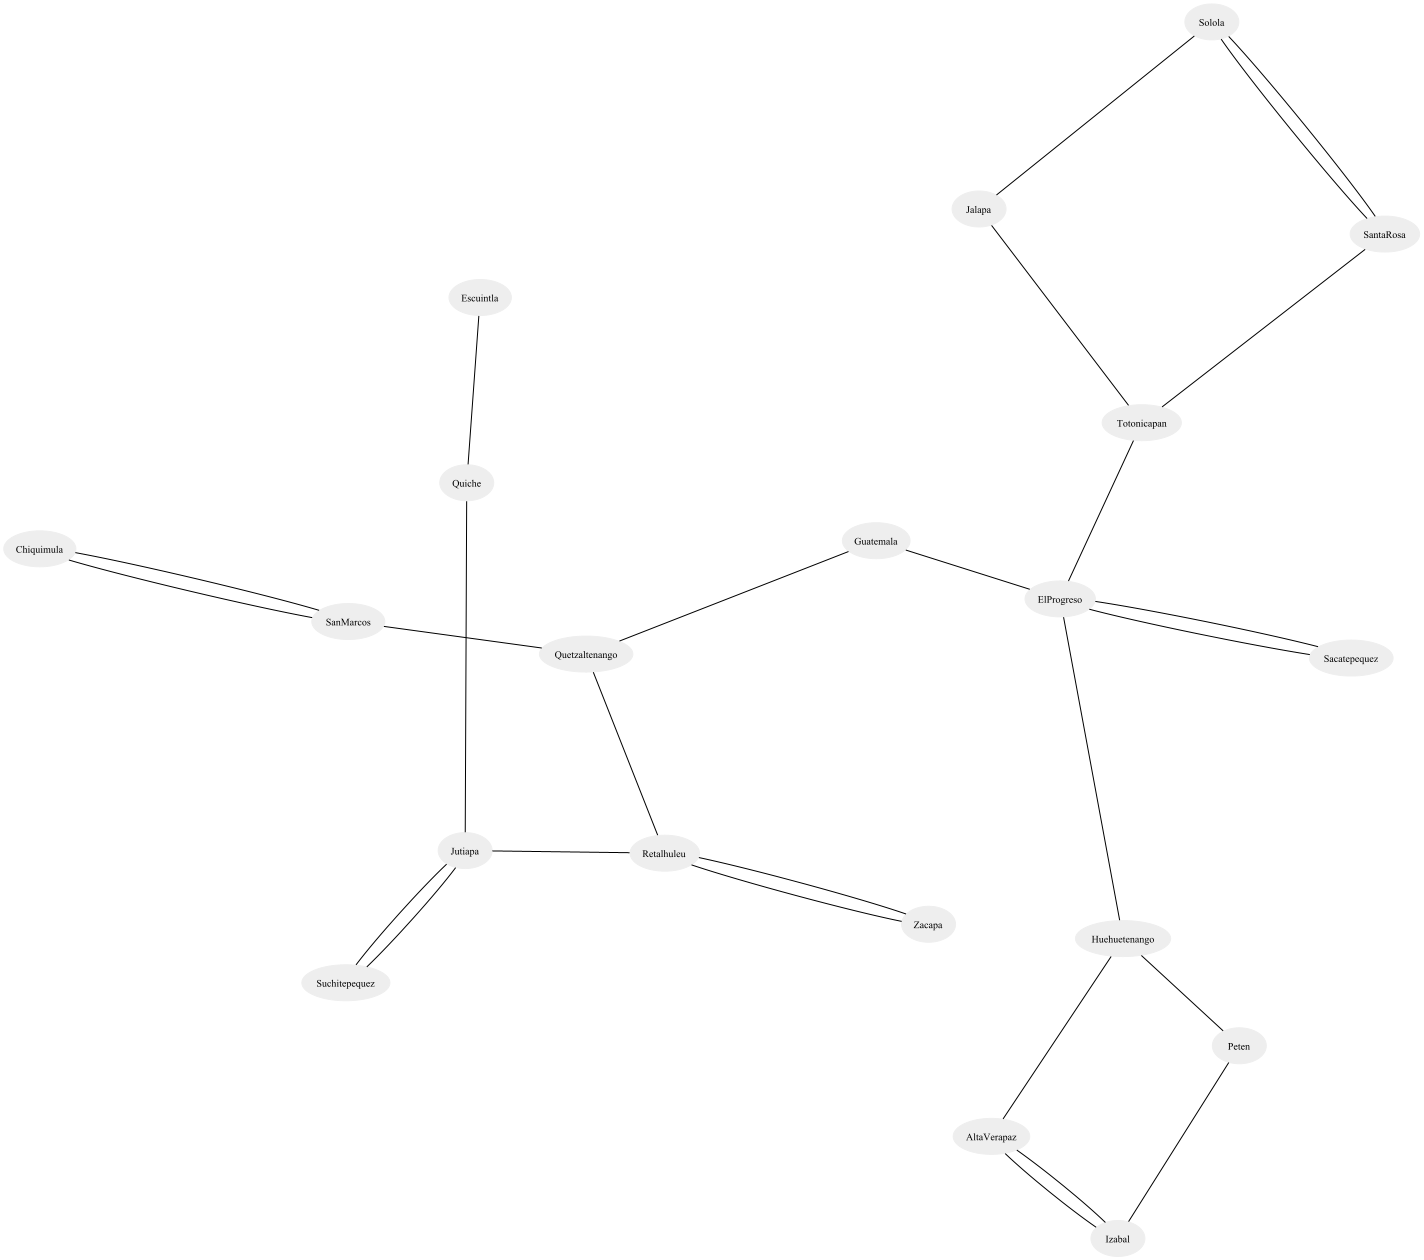 Solola
Jalapa
SantaRosa
Escuintla
Totonicapan
Quiche
Guatemala
Chiquimula
ElProgreso
SanMarcos
Quetzaltenango
Sacatepequez
Jutiapa
Retalhuleu
Zacapa
Huehuetenango
Suchitepequez
Peten
AltaVerapaz
Izabal